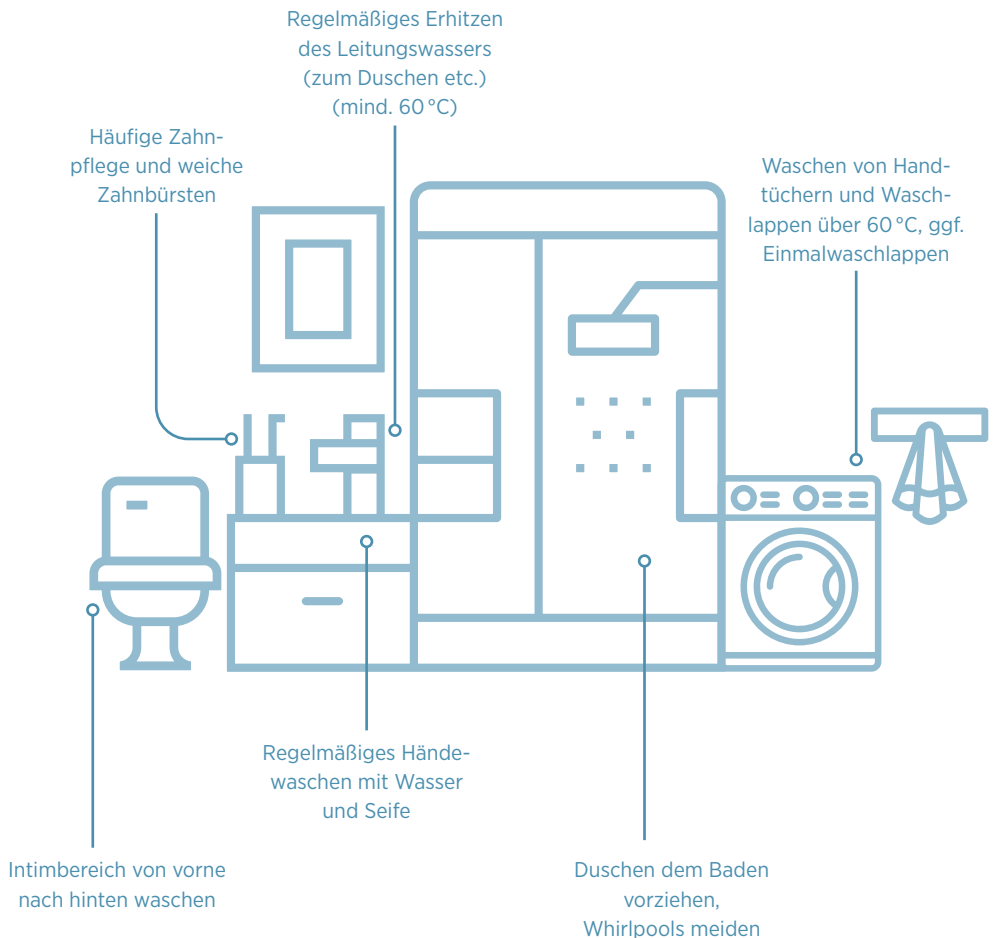 Regelmäßiges Erhitzen
des Leitungswassers
(zum Duschen etc.)
(mind. 60 °C)
Häufige Zahn-
pflege und weiche
Zahnbürsten
Waschen von Hand-
tüchern und Wasch-
lappen über 60 °C, ggf.
Einmalwaschlappen
Regelmäßiges Hände-
waschen mit Wasser
und Seife
Intimbereich von vorne
nach hinten waschen
Duschen dem Baden
vorziehen,
Whirlpools meiden